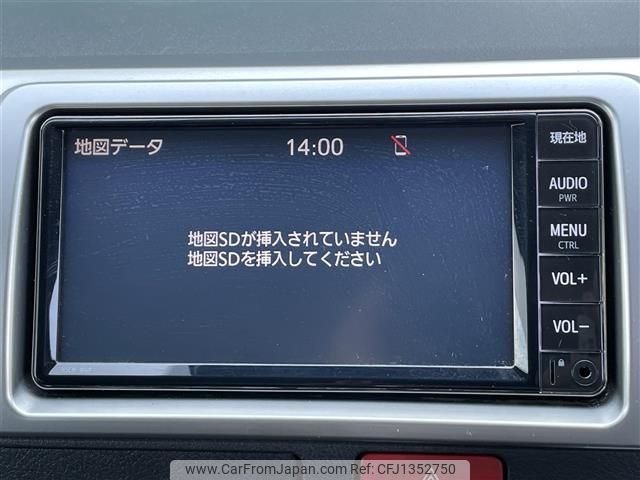 地図データ 14:00
地図SDが挿入されていません
地図SDを挿入してください
現在地
AUDIO
PWR
MENU
CTRL
VOL+
VOL-
www.CarFromJapan.com - Ref: CFJ1352750